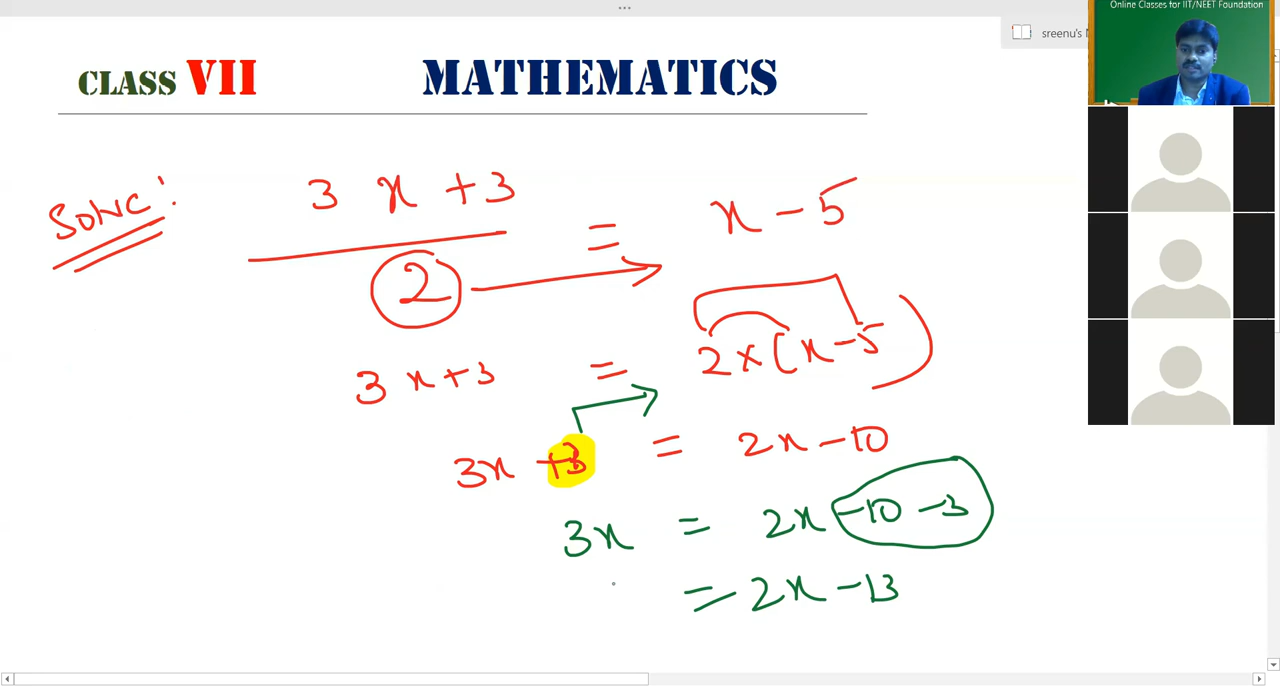 Online Classes for IIT/NEET Foundation
sreenu's
CLASS VII MATHEMATICS
Solve:
3x+3 / 2 = x-5
3x+3 = 2×(x-5)
3x+3 = 2x-10
3x = 2x-10-3
= 2x-13